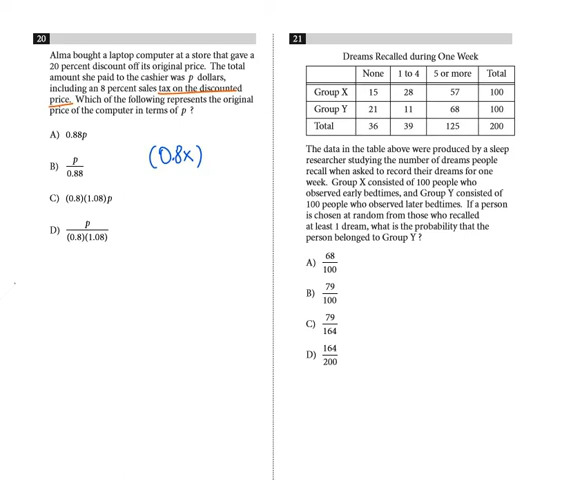 20
Alma bought a laptop computer at a store that gave a
20 percent discount off its original price. The total
amount she paid to the cashier was p dollars,
including an 8 percent sales tax on the discounted
price. Which of the following represents the original
price of the computer in terms of p ?
A) 0.88p
B) p/0.88
C) (0.8)(1.08)p
D) p/(0.8)(1.08)
(0.8x)
21
Dreams Recalled during One Week
None 1 to 4 5 or more Total
Group X 15 28 57 100
Group Y 21 11 68 100
Total 36 39 125 200
The data in the table above were produced by a sleep
researcher studying the number of dreams people
recall when asked to record their dreams for one
week. Group X consisted of 100 people who
observed early bedtimes, and Group Y consisted of
100 people who observed later bedtimes. If a person
is chosen at random from those who recalled
at least 1 dream, what is the probability that the
person belonged to Group Y ?
A) 68/100
B) 79/100
C) 79/164
D) 164/200